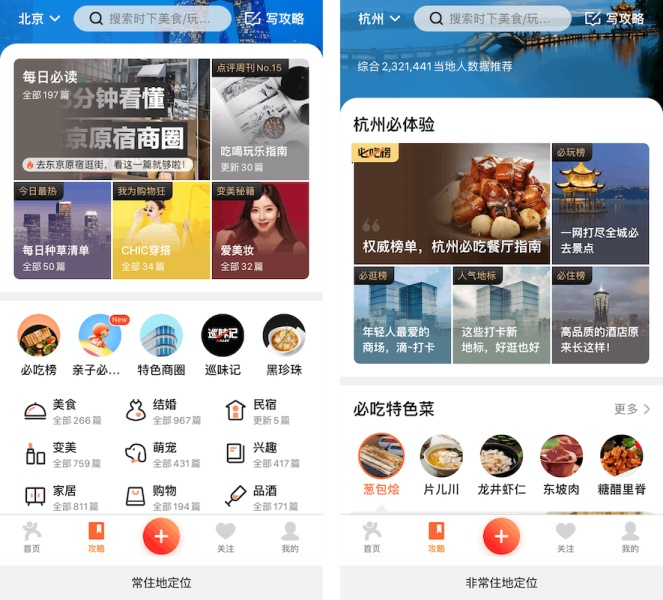 北京
搜索时下美食/玩...
写攻略
每日必读
全部197篇
分钟看懂
京原宿商圈
去东京原宿逛街，看这一篇就够啦！
点评周刊No.15
吃喝玩乐指南
更新30篇
今日最热
每日种草清单
全部50篇
我为购物狂
CHIC穿搭
全部34篇
变美秘籍
爱美妆
全部32篇
New
必吃榜
亲子必...
特色商圈
巡味记
巡味记
黑珍珠
美食
全部266篇
结婚
全部967篇
民宿
更新5篇
变美
全部759篇
萌宠
全部431篇
兴趣
全部417篇
家居
全部811篇
购物
全部194篇
品酒
全部171篇
首页
攻略
关注
我的
常住地定位
杭州
搜索时下美食/玩...
写攻略
综合2,321,441当地人数据推荐
杭州必体验
必吃榜
权威榜单，杭州必吃餐厅指南
必玩榜
一网打尽全城必
去景点
必逛榜
年轻人最爱的
商场，滴~打卡
人气地标
这些打卡新
地标，好逛也好
必住榜
高品质的酒店原
来长这样！
必吃特色菜
更多
葱包烩
片儿川
龙井虾仁
东坡肉
糖醋里脊
首页
攻略
关注
我的
非常住地定位